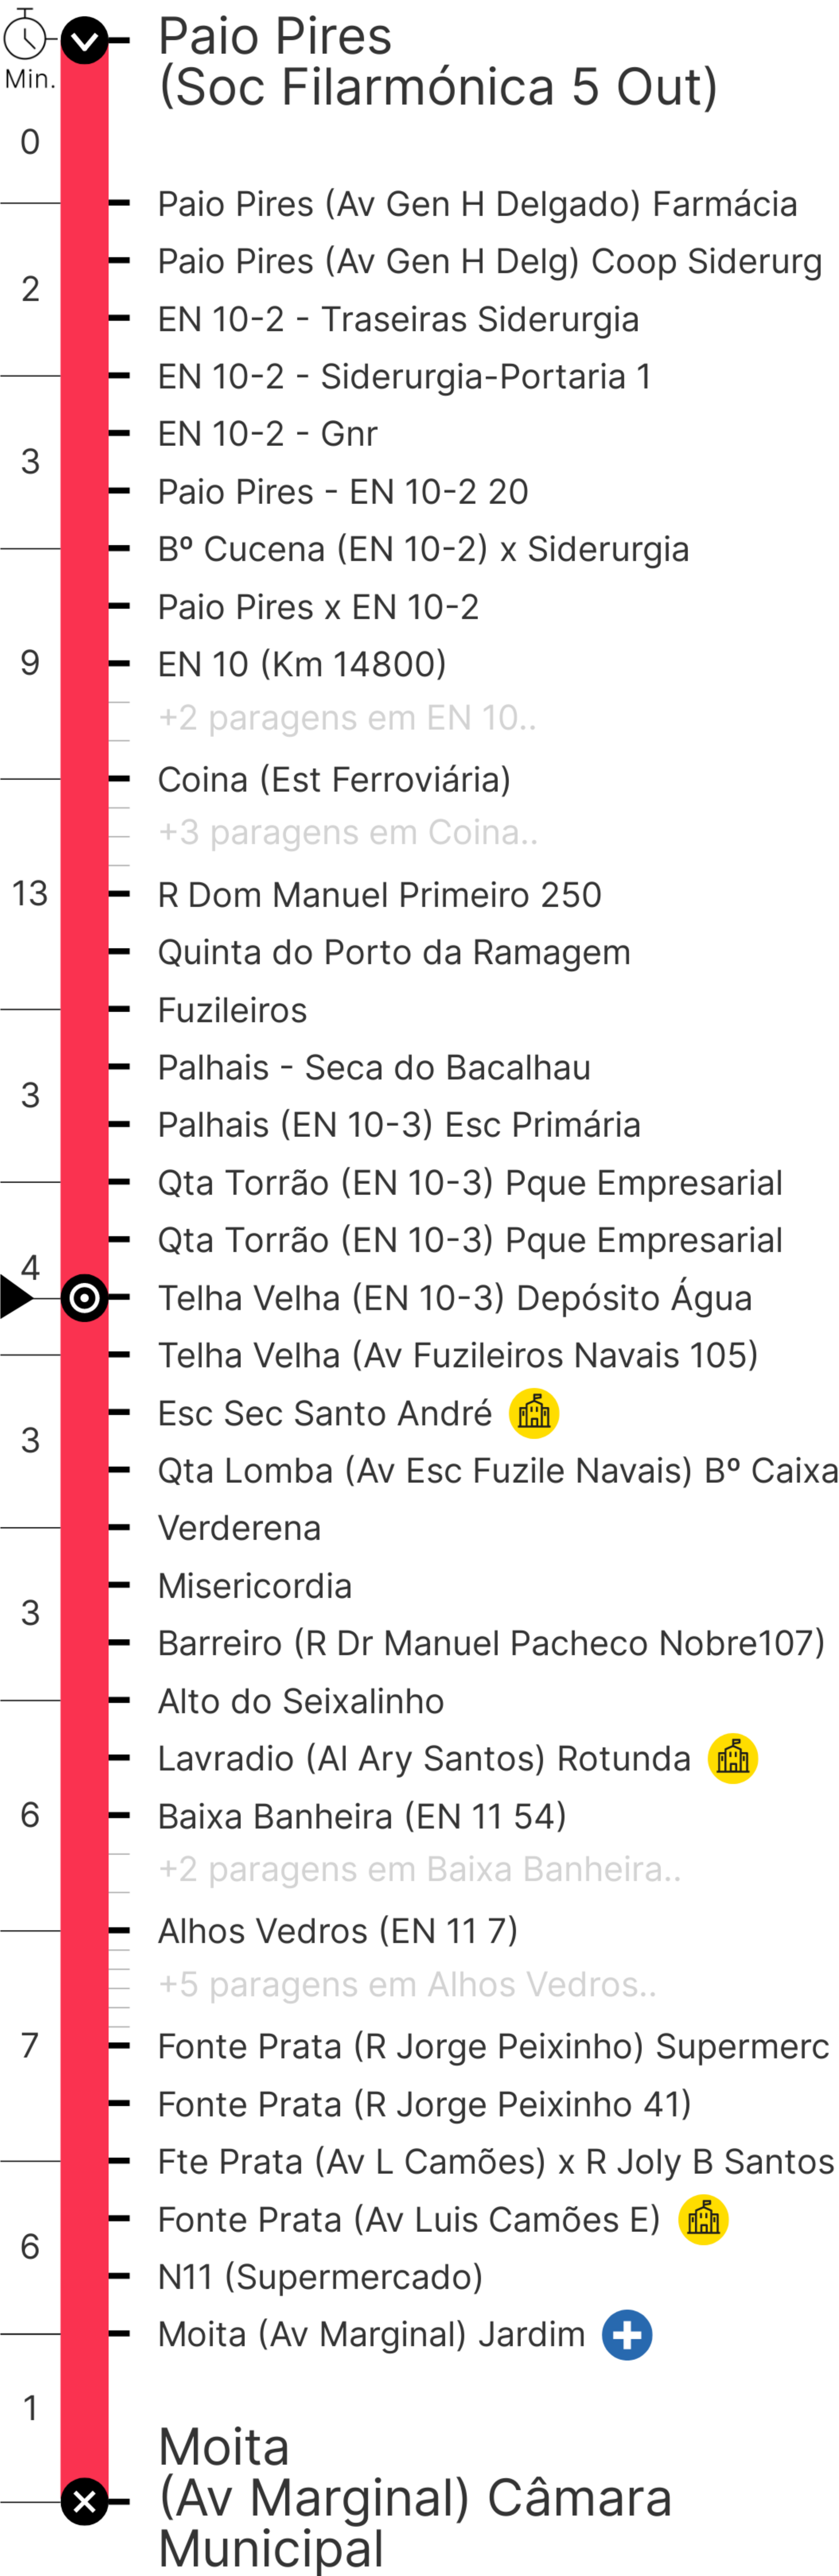 Paio Pires
(Soc Filarmónica 5 Out)
Min.
0
Paio Pires (Av Gen H Delgado) Farmácia
Paio Pires (Av Gen H Delg) Coop Siderurg
2
EN 10-2 - Traseiras Siderurgia
EN 10-2 - Siderurgia-Portaria 1
EN 10-2 - Gnr
3
Paio Pires - EN 10-2 20
Bº Cucena (EN 10-2) x Siderurgia
Paio Pires x EN 10-2
9
EN 10 (Km 14800)
+2 paragens em EN 10..
Coina (Est Ferroviária)
+3 paragens em Coina..
13
R Dom Manuel Primeiro 250
Quinta do Porto da Ramagem
Fuzileiros
Palhais - Seca do Bacalhau
3
Palhais (EN 10-3) Esc Primária
Qta Torrão (EN 10-3) Pque Empresarial
Qta Torrão (EN 10-3) Pque Empresarial
4
Telha Velha (EN 10-3) Depósito Água
Telha Velha (Av Fuzileiros Navais 105)
Esc Sec Santo André
3
Qta Lomba (Av Esc Fuzile Navais) Bº Caixa
Verderena
Misericordia
3
Barreiro (R Dr Manuel Pacheco Nobre107)
Alto do Seixalinho
Lavradio (Al Ary Santos) Rotunda
6
Baixa Banheira (EN 11 54)
+2 paragens em Baixa Banheira..
Alhos Vedros (EN 11 7)
+5 paragens em Alhos Vedros..
7
Fonte Prata (R Jorge Peixinho) Supermerc
Fonte Prata (R Jorge Peixinho 41)
Fte Prata (Av L Camões) x R Joly B Santos
Fonte Prata (Av Luis Camões E)
6
N11 (Supermercado)
Moita (Av Marginal) Jardim
1
Moita
(Av Marginal) Câmara
Municipal